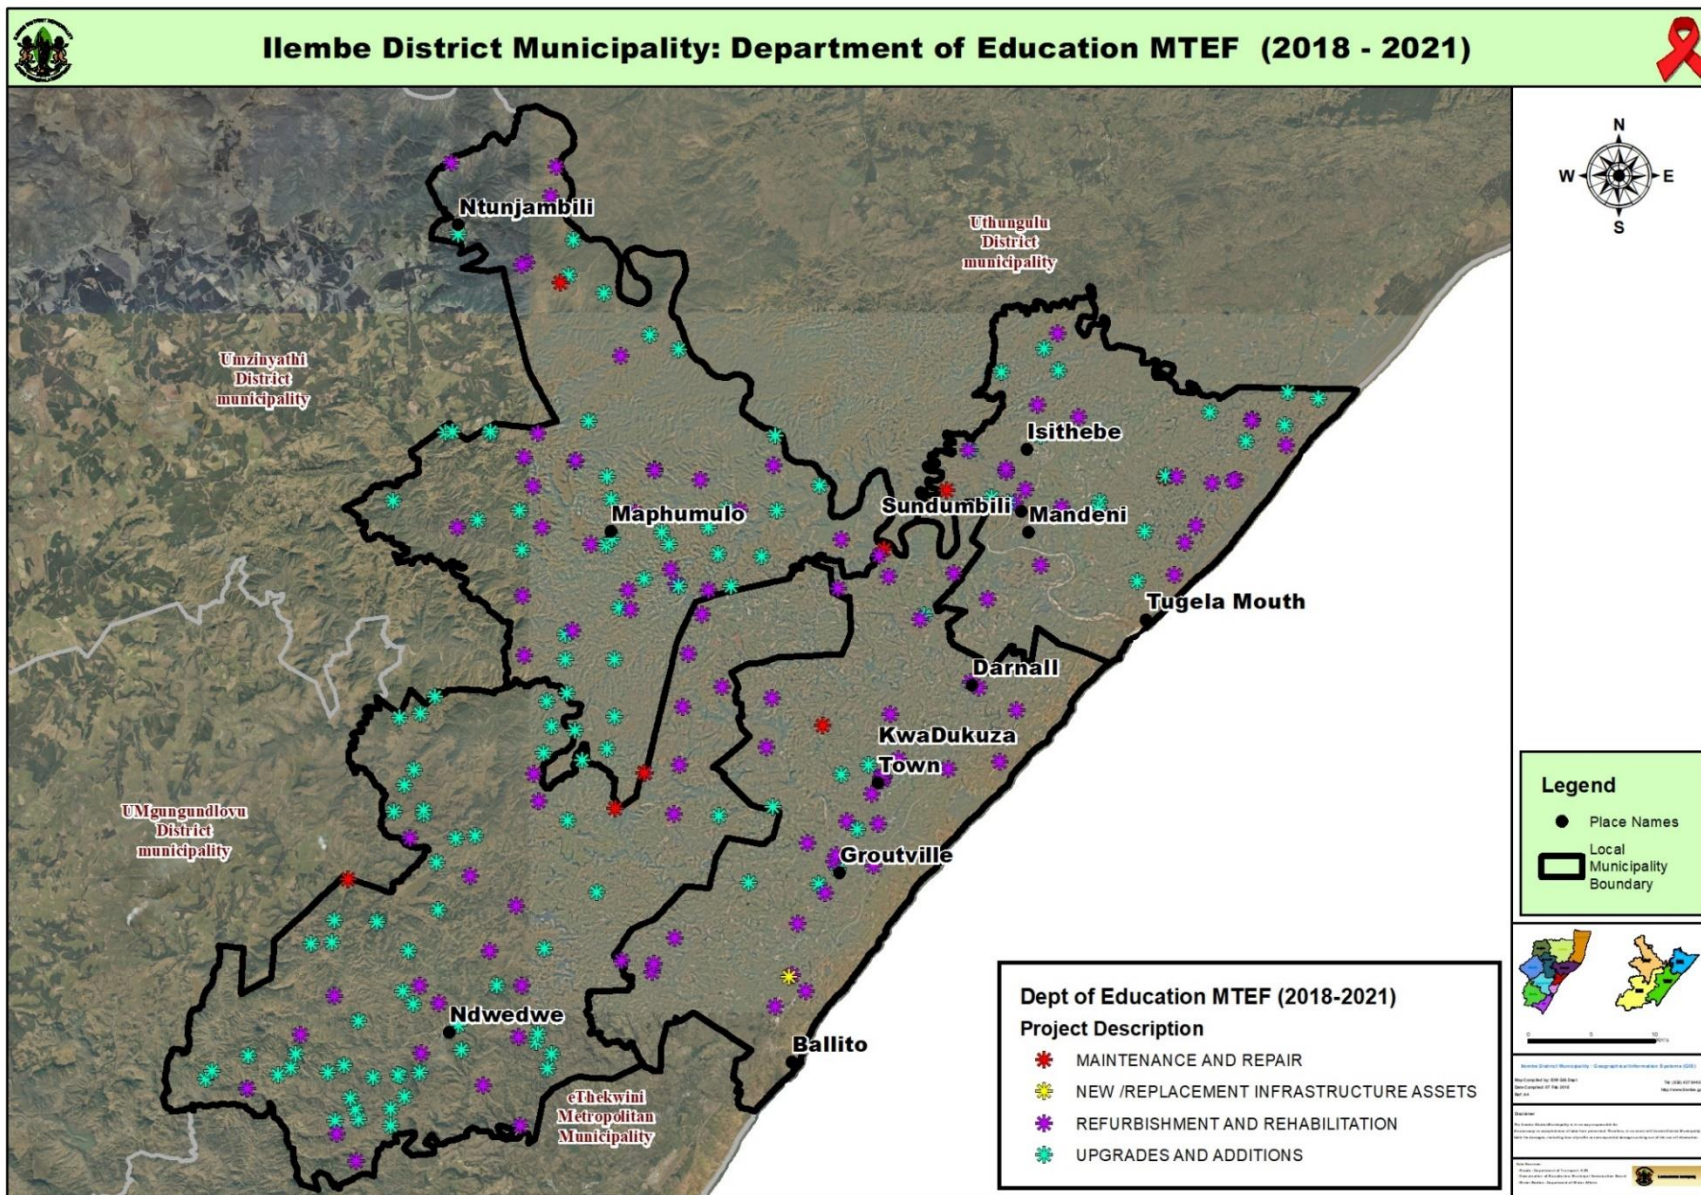 Ilembe District Municipality: Department of Education MTEF (2018 - 2021)
N
W
E
S
Ntunjambili
Uthungulu
District
municipality
Umzinyathi
District
municipality
Isithebe
Sundumbili
Maphumulo
Mandeni
Tugela Mouth
Darnall
KwaDukuza
Town
UMgungundlovu
District
municipality
Groutville
Ndwedwe
Ballito
eThekwini
Metropolitan
Municipality
Legend
Place Names
Local
Municipality
Boundary
Dept of Education MTEF (2018-2021)
Project Description
MAINTENANCE AND REPAIR
NEW /REPLACEMENT INFRASTRUCTURE ASSETS
REFURBISHMENT AND REHABILITATION
UPGRADES AND ADDITIONS